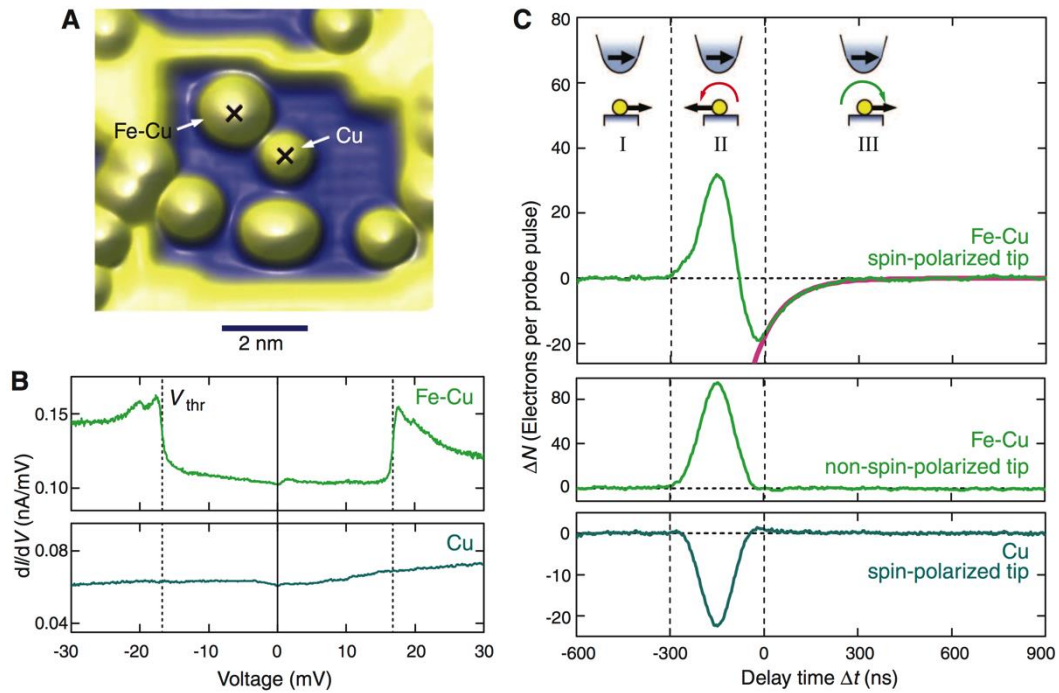 A
Fe-Cu
Cu
2 nm
B
dI/dV (nA/mV)
0.15
0.10
Vthr
Fe-Cu
0.08
0.04
Cu
-30
-20
-10
0
10
20
30
Voltage (mV)
C
ΔN (Electrons per probe pulse)
80
60
40
20
0
-20
I
II
III
Fe-Cu
spin-polarized tip
80
40
0
Fe-Cu
non-spin-polarized tip
0
-10
-20
Cu
spin-polarized tip
-600
-300
0
300
600
900
Delay time Δt (ns)